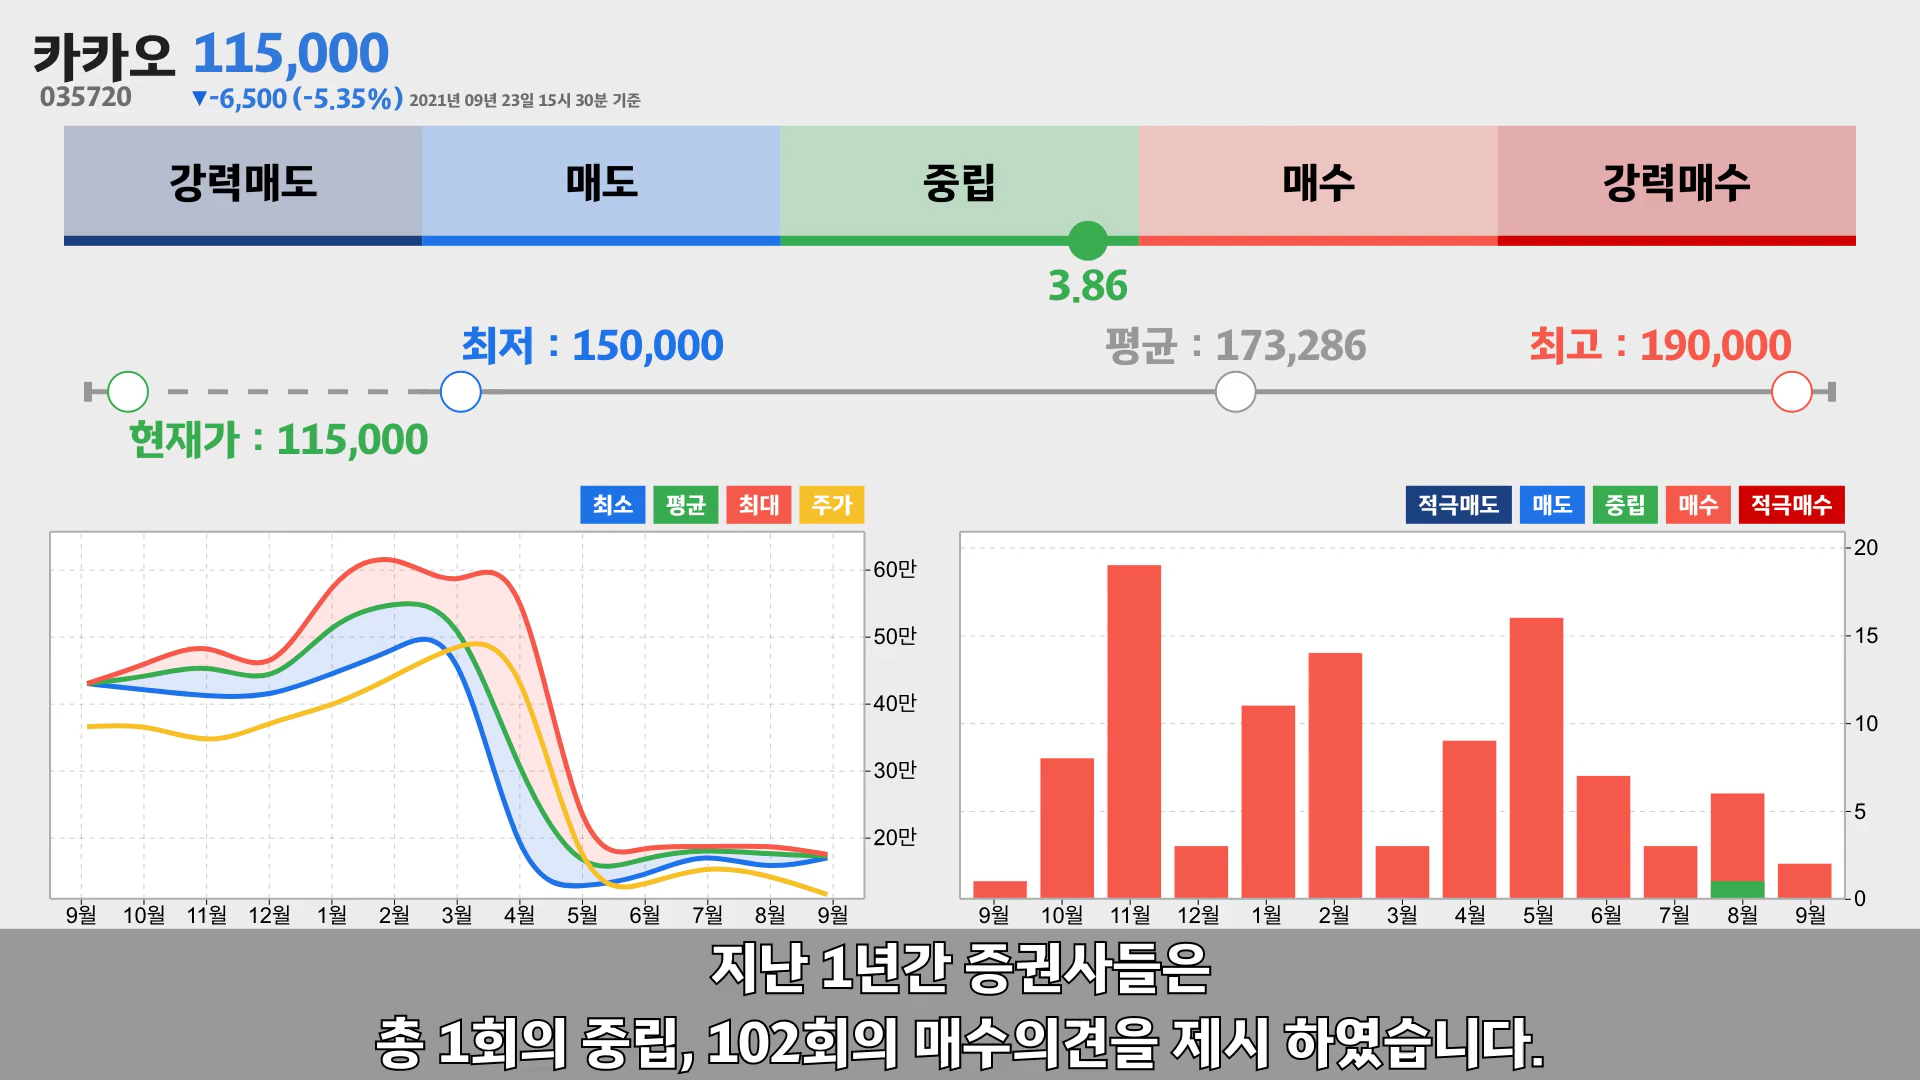 카카오 115,000
035720 ▼-6,500 (-5.35%) 2021년 09년 23일 15시 30분 기준
강력매도 매도 중립 매수 강력매수
3.86
최저 : 150,000 평균 : 173,286 최고 : 190,000
현재가 : 115,000
최소 평균 최대 주가
60만
50만
40만
30만
20만
9월 10월 11월 12월 1월 2월 3월 4월 5월 6월 7월 8월 9월
적극매도 매도 중립 매수 적극매수
20
15
10
5
0
9월 10월 11월 12월 1월 2월 3월 4월 5월 6월 7월 8월 9월
지난 1년간 증권사들은
총 1회의 중립, 102회의 매수의견을 제시 하였습니다.